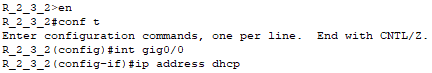 R_2_3_2>en
R_2_3_2#conf t
Enter configuration commands, one per line.  End with CNTL/Z.
R_2_3_2(config)#int gig0/0
R_2_3_2(config-if)#ip address dhcp